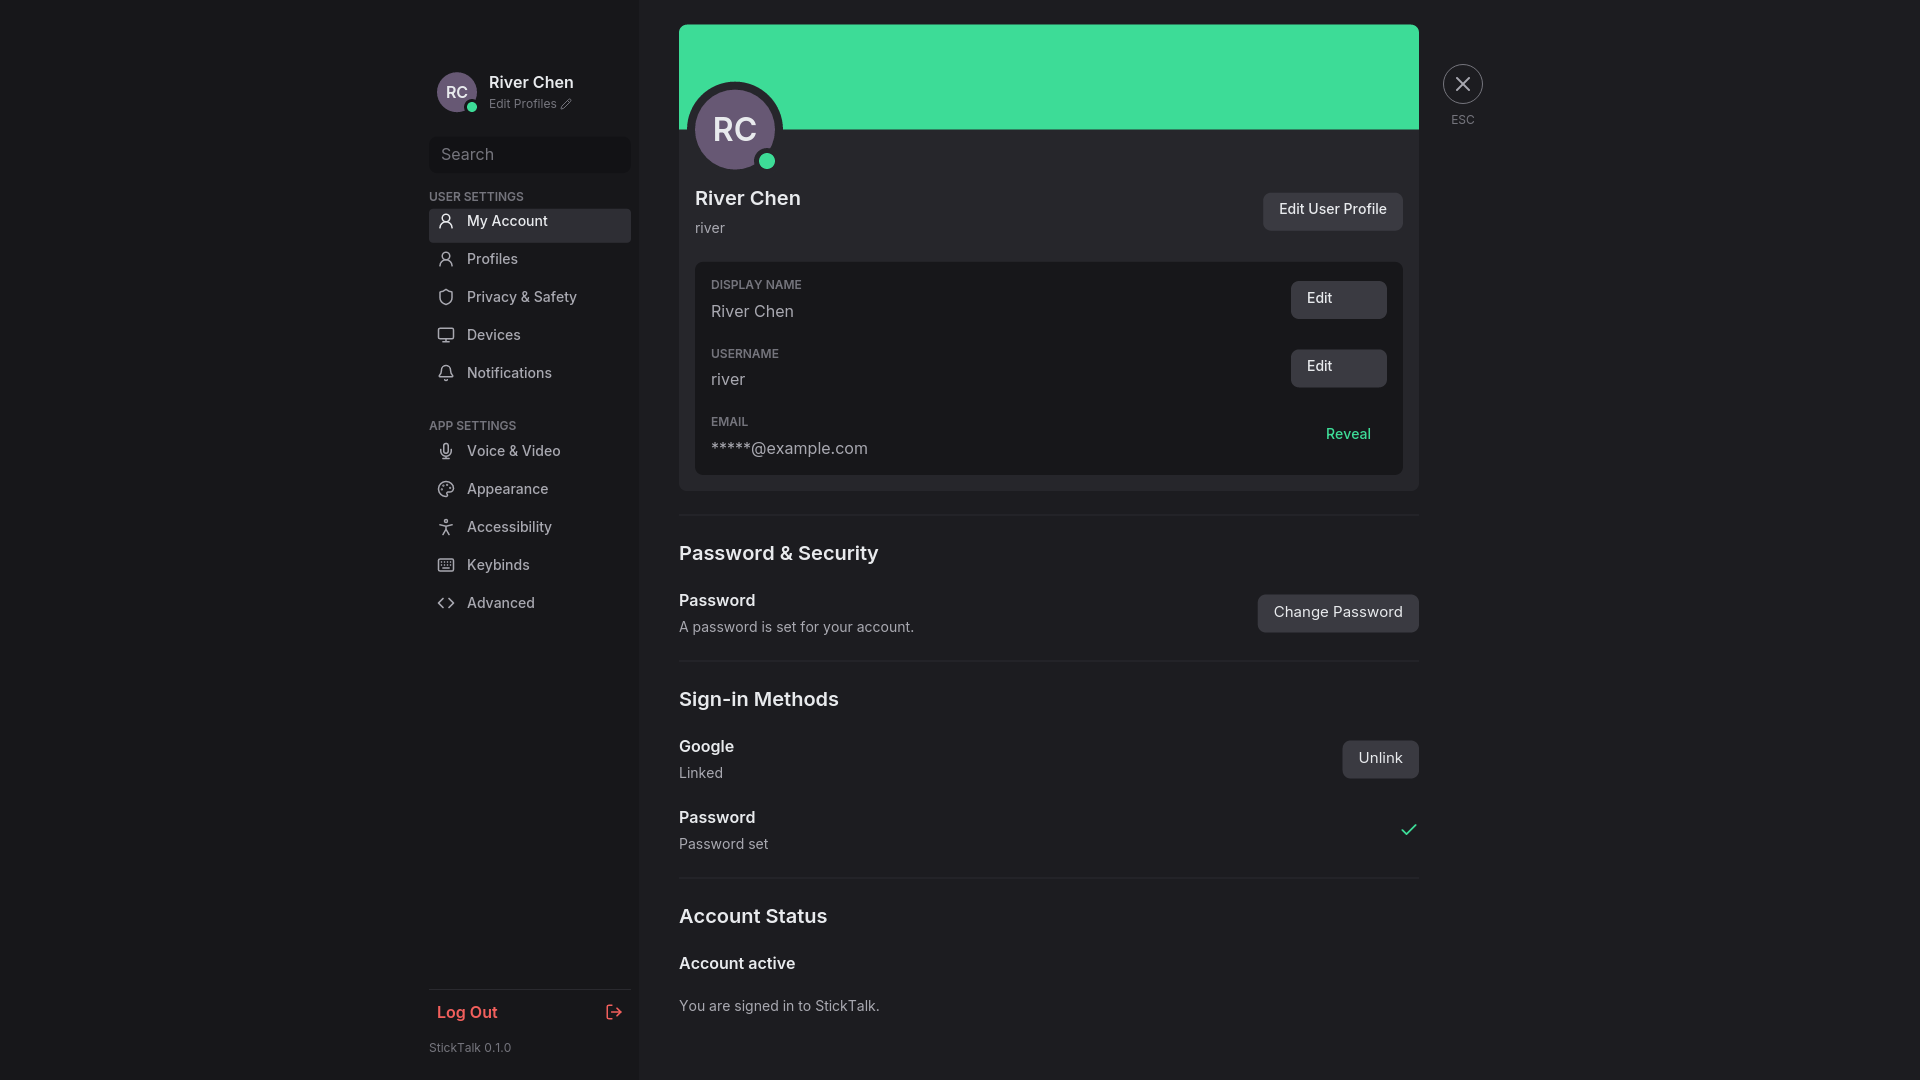 RC
River Chen
Edit Profiles
Search
USER SETTINGS
My Account
Profiles
Privacy & Safety
Devices
Notifications
APP SETTINGS
Voice & Video
Appearance
Accessibility
Keybinds
Advanced
Log Out
StickTalk 0.1.0
RC
River Chen
river
Edit User Profile
DISPLAY NAME
River Chen
Edit
USERNAME
river
Edit
EMAIL
*****@example.com
Reveal
Password & Security
Password
A password is set for your account.
Change Password
Sign-in Methods
Google
Linked
Unlink
Password
Password set
Account Status
Account active
You are signed in to StickTalk.
ESC